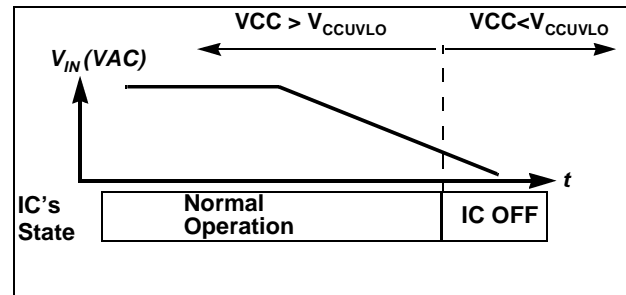 VCC > VCCUVLO
VCC<VCCUVLO
VIN(VAC)
t
IC's
State
Normal
Operation
IC OFF